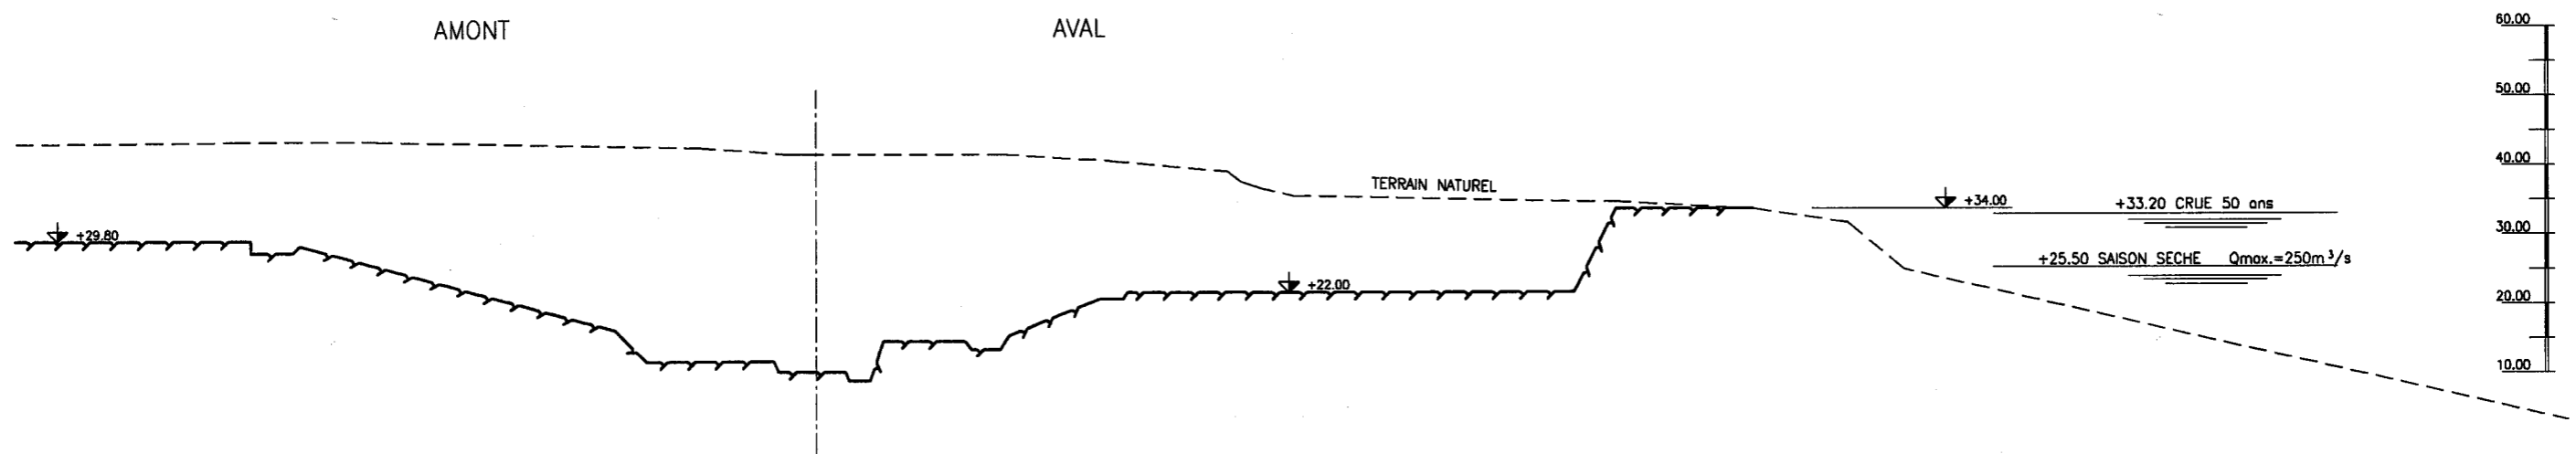 AMONT
AVAL
60.00
50.00
40.00
30.00
20.00
10.00
TERRAIN NATUREL
+34.00
+33.20 CRUE 50 ans
+29.80
+25.50 SAISON SECHE Qmax.=250m³/s
+22.00